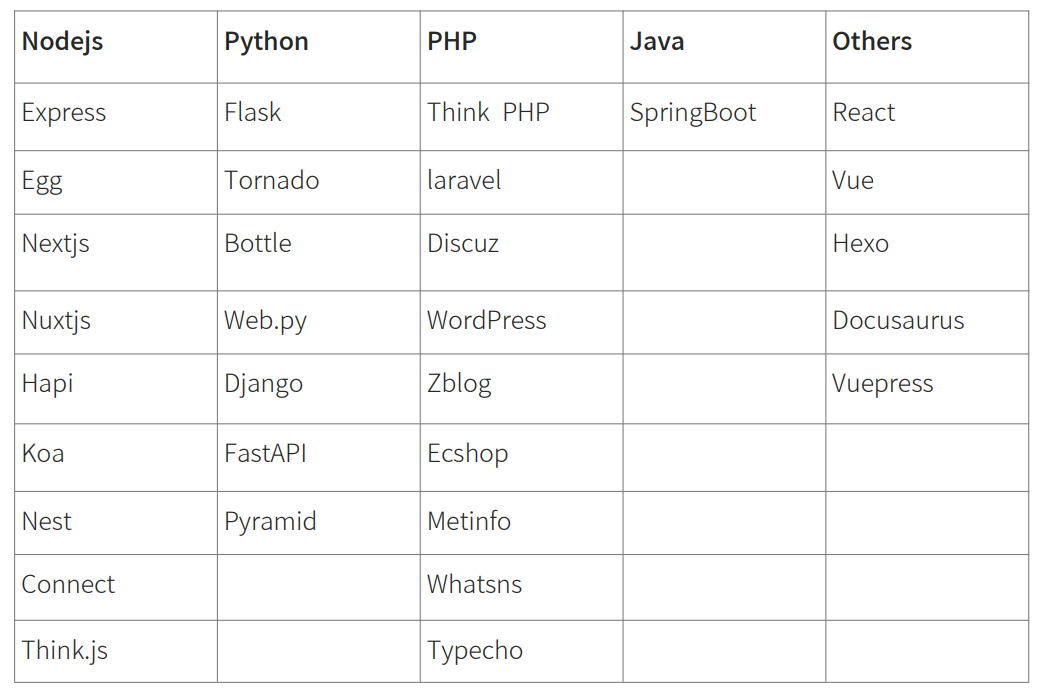 Nodejs Python PHP Java Others
Express Flask Think PHP SpringBoot React
Egg Tornado laravel Vue
Nextjs Bottle Discuz Hexo
Nuxtjs Web.py WordPress Docusaurus
Hapi Django Zblog Vuepress
Koa FastAPI Ecshop
Nest Pyramid Metinfo
Connect Whatsns
Think.js Typecho